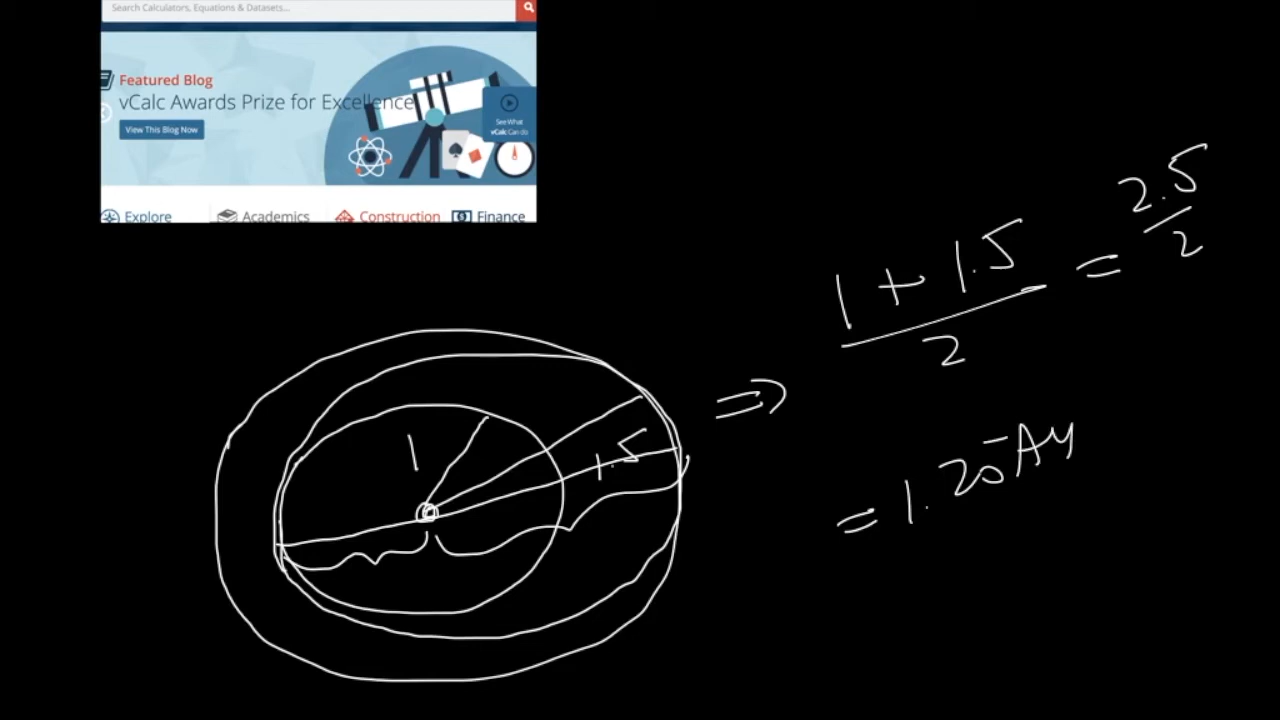 Search Calculators, Equations & Datasets...
Featured Blog
vCalc Awards Prize for Excellence
View This Blog Now
See What
vCalc Can do
Explore
Academics
Construction
Finance
1 + 1.5 / 2 = 2.5 / 2
= 1.25 AU
1
1.5